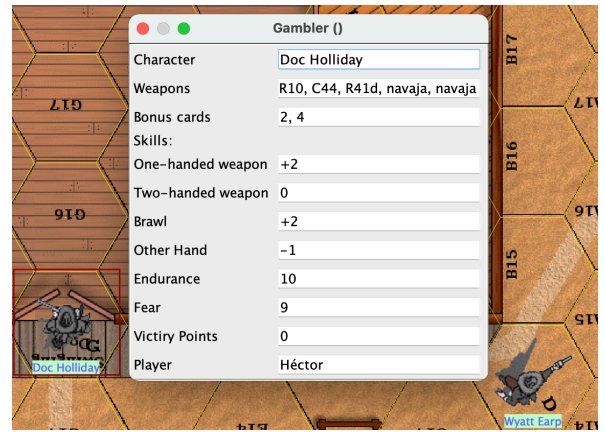 Gambler ()
Character Doc Holliday
Weapons R10, C44, R41d, navaja, navaja
Bonus cards 2, 4
Skills:
One-handed weapon +2
Two-handed weapon 0
Brawl +2
Other Hand -1
Endurance 10
Fear 9
Victiry Points 0
Player Héctor
G17
G16
B17
B16
B15
Doc Holliday
G
D
Wyatt Earp
E14